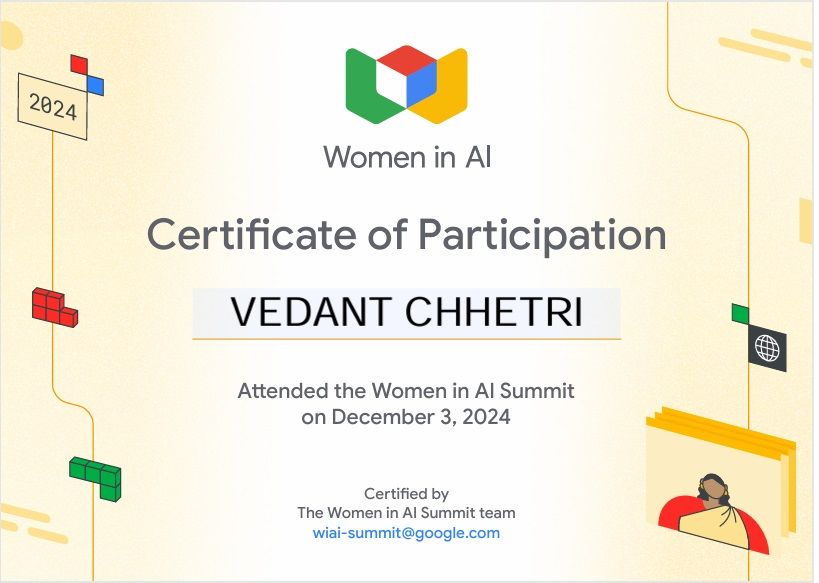 2024
Women in AI
Certificate of Participation
VEDANT CHHETRI
Attended the Women in AI Summit
on December 3, 2024
Certified by
The Women in AI Summit team
wiai-summit@google.com